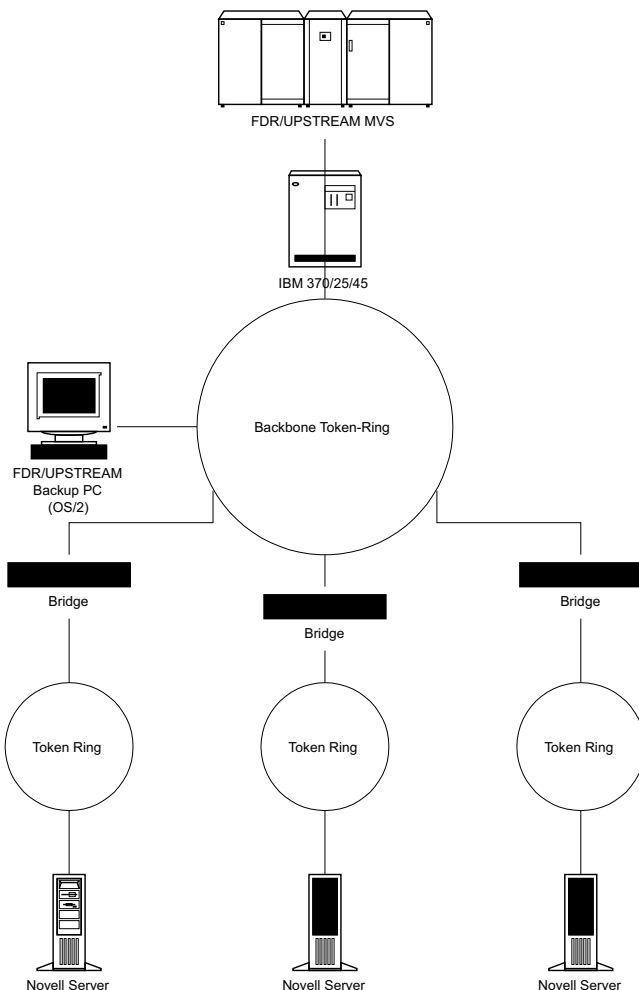 FDR/UPSTREAM MVS
IBM 370/25/45
Backbone Token-Ring
FDR/UPSTREAM
Backup PC
(OS/2)
Bridge
Bridge
Bridge
Token Ring
Token Ring
Token Ring
Novell Server
Novell Server
Novell Server